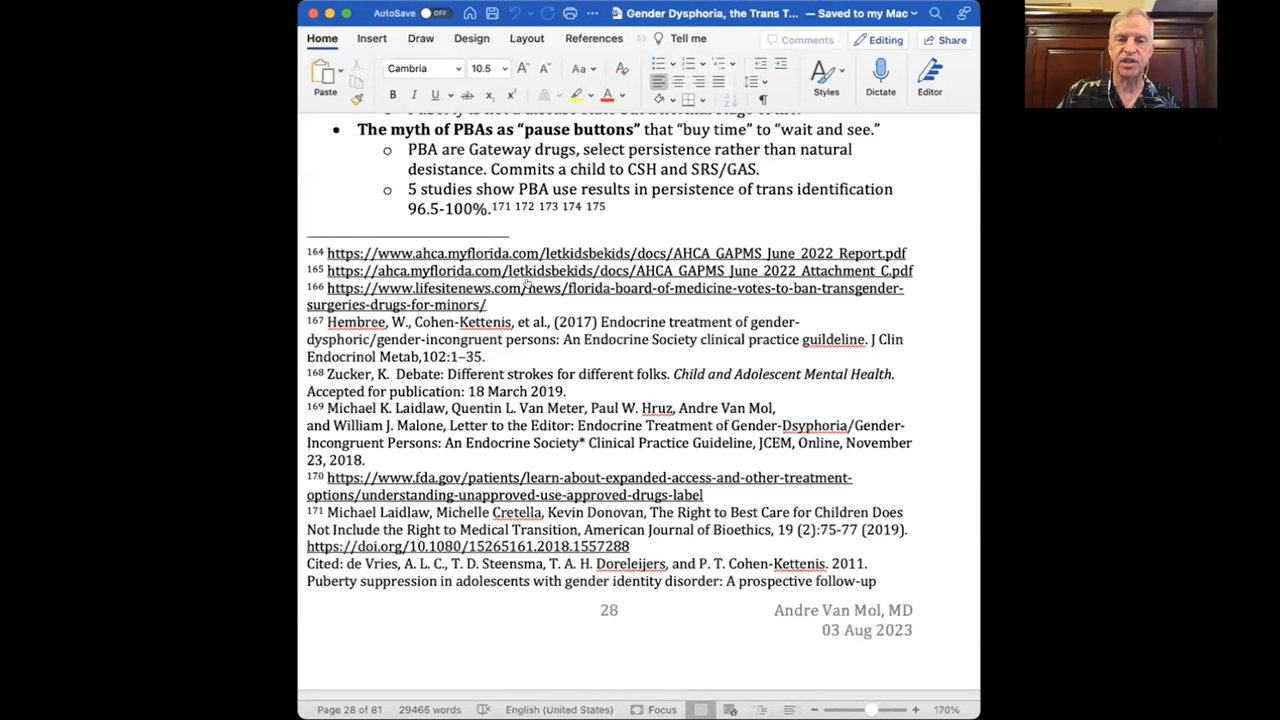 AutoSave OFF ... Gender Dysphoria, the Trans T... — Saved to my Mac
Home Insert Draw Design Layout References Tell me Comments Editing Share
Paste Cambria 10.5 Aa Styles Dictate Editor
B I U ab x x A A
• The myth of PBAs as “pause buttons” that “buy time” to “wait and see.”
o PBA are Gateway drugs, select persistence rather than natural
desistance. Commits a child to CSH and SRS/GAS.
o 5 studies show PBA use results in persistence of trans identification
96.5-100%.171 172 173 174 175
164 https://www.ahca.myflorida.com/letkidsbekids/docs/AHCA_GAPMS_June_2022_Report.pdf
165 https://ahca.myflorida.com/letkidsbekids/docs/AHCA_GAPMS_June_2022_Attachment_C.pdf
166 https://www.lifesitenews.com/news/florida-board-of-medicine-votes-to-ban-transgender-
surgeries-drugs-for-minors/
167 Hembree, W., Cohen-Kettenis, et al., (2017) Endocrine treatment of gender-
dysphoric/gender-incongruent persons: An Endocrine Society clinical practice guildeline. J Clin
Endocrinol Metab,102:1–35.
168 Zucker, K. Debate: Different strokes for different folks. Child and Adolescent Mental Health.
Accepted for publication: 18 March 2019.
169 Michael K. Laidlaw, Quentin L. Van Meter, Paul W. Hruz, Andre Van Mol,
and William J. Malone, Letter to the Editor: Endocrine Treatment of Gender-Dsyphoria/Gender-
Incongruent Persons: An Endocrine Society* Clinical Practice Guideline, JCEM, Online, November
23, 2018.
170 https://www.fda.gov/patients/learn-about-expanded-access-and-other-treatment-
options/understanding-unapproved-use-approved-drugs-label
171 Michael Laidlaw, Michelle Cretella, Kevin Donovan, The Right to Best Care for Children Does
Not Include the Right to Medical Transition, American Journal of Bioethics, 19 (2):75-77 (2019).
https://doi.org/10.1080/15265161.2018.1557288
Cited: de Vries, A. L. C., T. D. Steensma, T. A. H. Doreleijers, and P. T. Cohen-Kettenis. 2011.
Puberty suppression in adolescents with gender identity disorder: A prospective follow-up
28 Andre Van Mol, MD
03 Aug 2023
Page 28 of 81 29465 words English (United States) Focus 170%